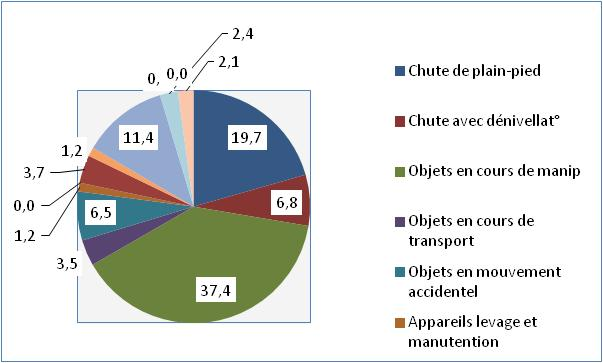 2,4
0, 0,0
2,1
11,4
19,7
1,2
3,7
0,0
6,5
6,8
1,2
3,5
37,4
Chute de plain-pied
Chute avec dénivellat°
Objets en cours de manip
Objets en cours de
transport
Objets en mouvement
accidentel
Appareils levage et
manutention